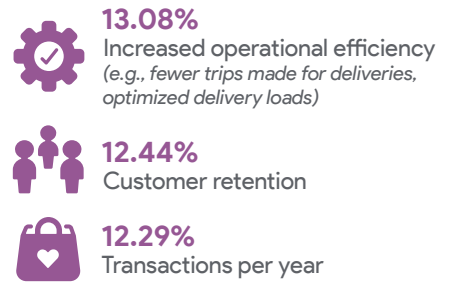 13.08%
Increased operational efficiency
(e.g., fewer trips made for deliveries,
optimized delivery loads)
12.44%
Customer retention
12.29%
Transactions per year